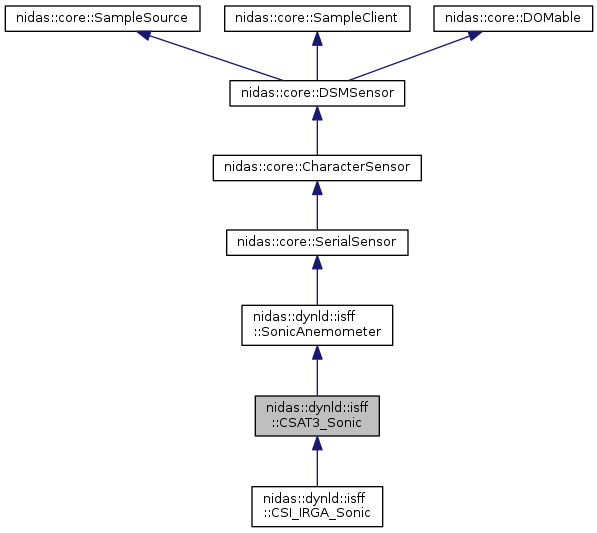 nidas::core::SampleSource
nidas::core::SampleClient
nidas::core::DOMable
nidas::core::DSMSensor
nidas::core::CharacterSensor
nidas::core::SerialSensor
nidas::dynld::isff
::SonicAnemometer
nidas::dynld::isff
::CSAT3_Sonic
nidas::dynld::isff
::CSI_IRGA_Sonic